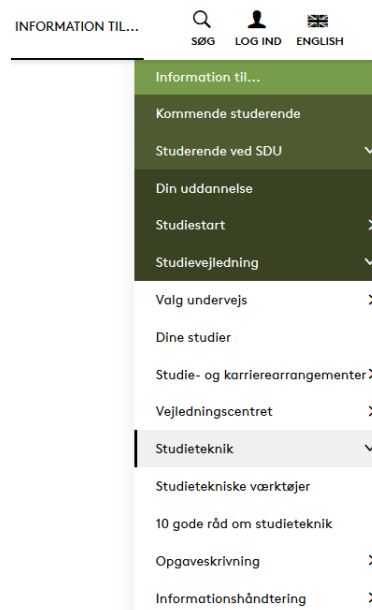 INFORMATION TIL...
SØG
LOG IND
ENGLISH
Information til...
Kommende studerende
Studerende ved SDU
Din uddannelse
Studiestart
Studievejledning
Valg undervejs
Dine studier
Studie- og karrierearrangementer
Vejledningscentret
Studieteknik
Studietekniske værktøjer
10 gode råd om studieteknik
Opgaveskrivning
Informationshåndtering